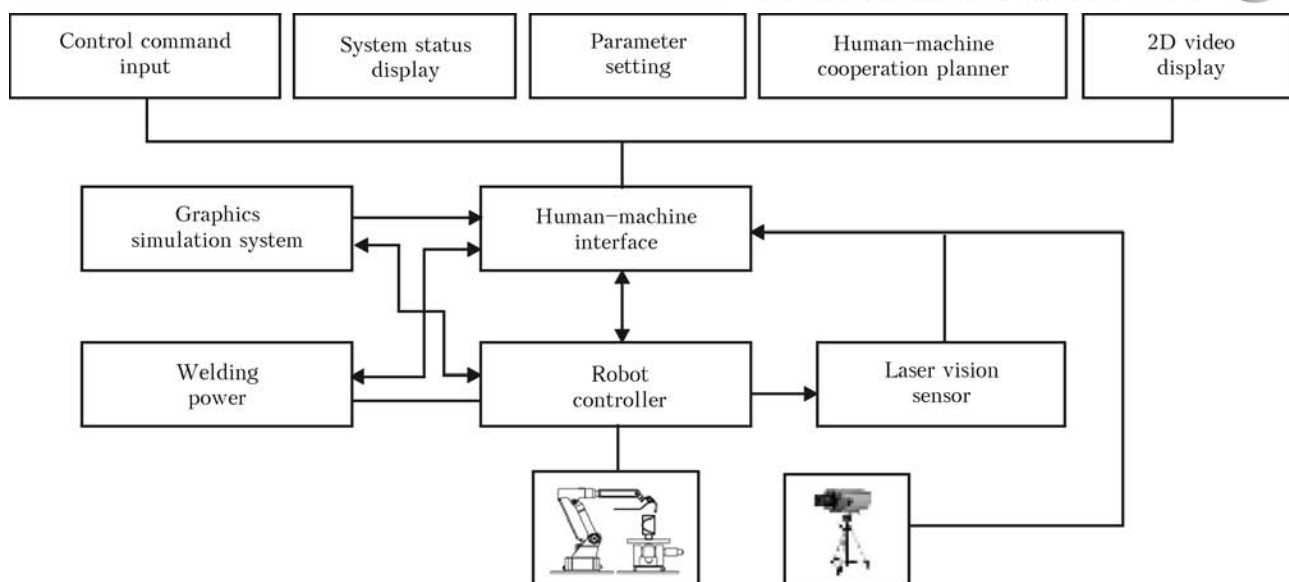 Control command
input
System status
display
Parameter
setting
Human−machine
cooperation planner
2D video
display
Graphics
simulation system
Human−machine
interface
Welding
power
Robot
controller
Laser vision
sensor